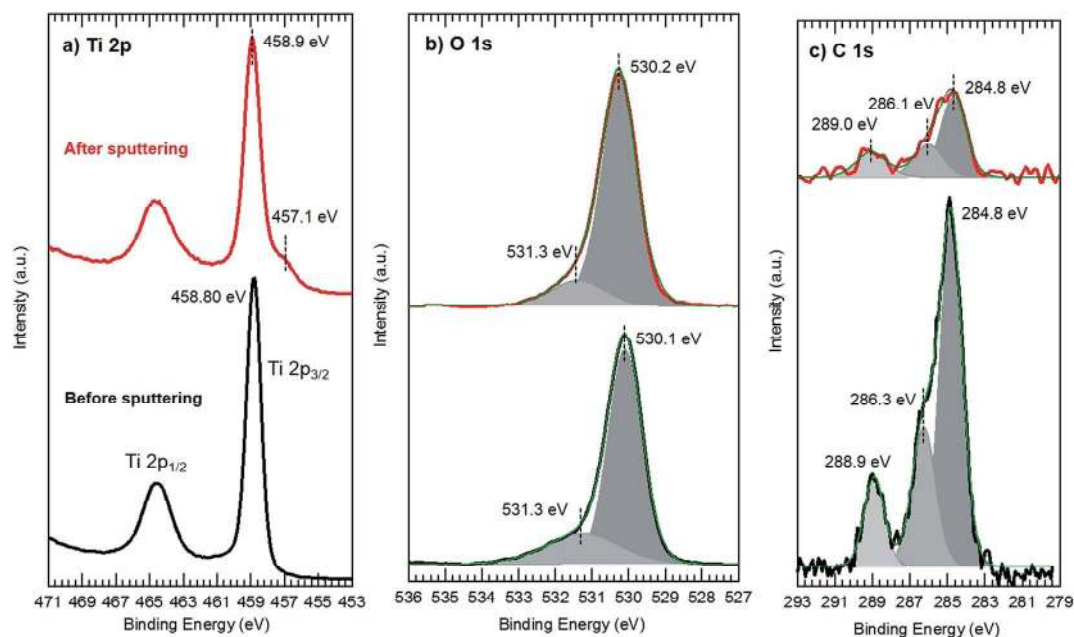 a) Ti 2p
458.9 eV
After sputtering
457.1 eV
458.80 eV
Ti 2p3/2
Before sputtering
Ti 2p1/2
Intensity (a.u.)
Intensity (a.u.)
471 469 467 465 463 461 459 457 455 453
Binding Energy (eV)
b) O 1s
530.2 eV
531.3 eV
530.1 eV
531.3 eV
Intensity (a.u.)
Intensity (a.u.)
536 535 534 533 532 531 530 529 528 527
Binding Energy (eV)
c) C 1s
284.8 eV
286.1 eV
289.0 eV
284.8 eV
286.3 eV
288.9 eV
Intensity (a.u.)
293 291 289 287 285 283 281 279
Binding Energy (eV)